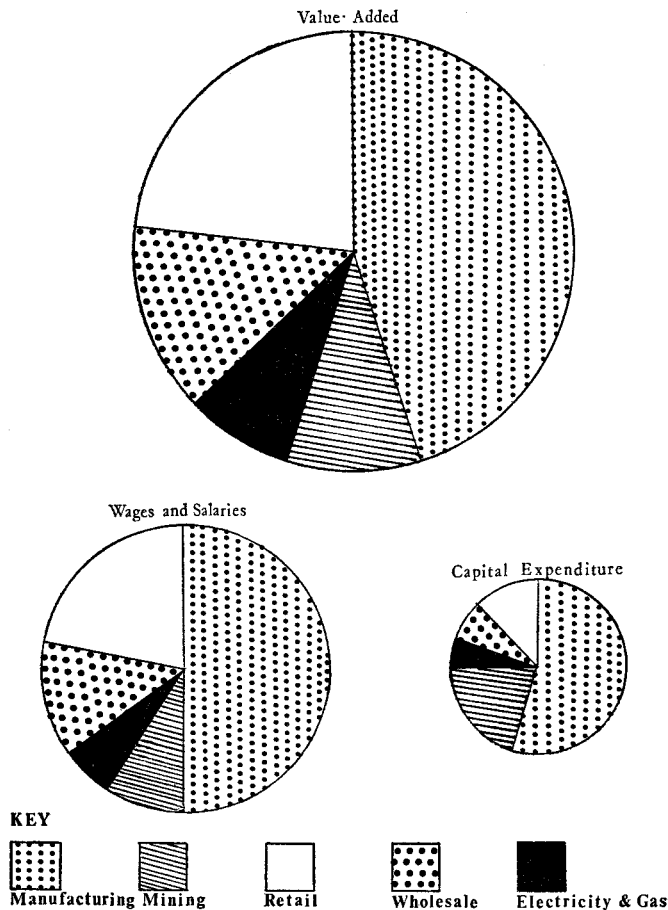 Value Added
Wages and Salaries
Capital Expenditure
KEY
Manufacturing Mining Retail Wholesale Electricity & Gas